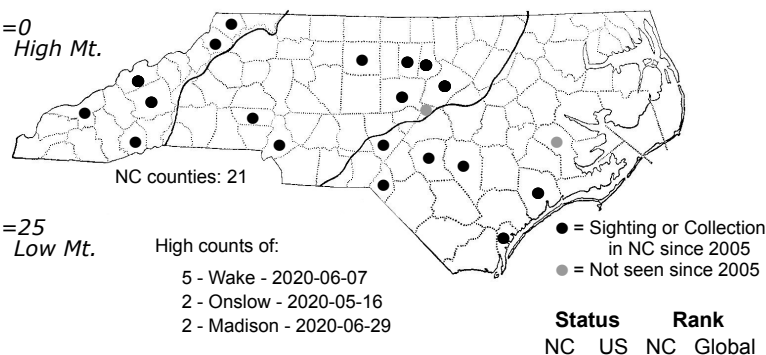 =0
High Mt.
NC counties: 21
=25
Low Mt.
High counts of:
5 - Wake - 2020-06-07
2 - Onslow - 2020-05-16
2 - Madison - 2020-06-29
● = Sighting or Collection
in NC since 2005
● = Not seen since 2005
Status Rank
NC US NC Global